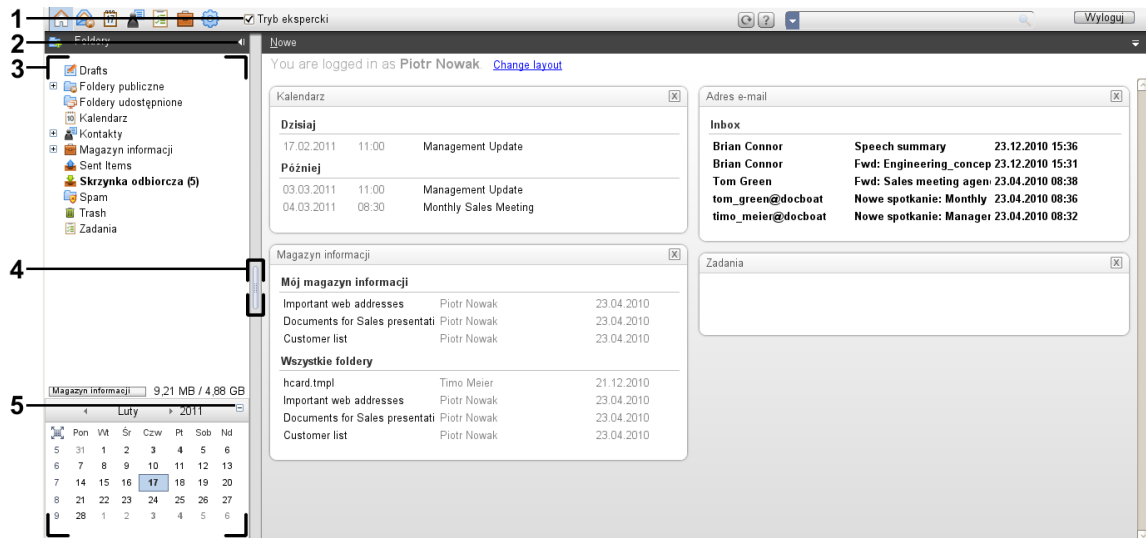 1
Tryb ekspercki
?
Wyloguj
2
Foldery
Nowe
3
You are logged in as Piotr Nowak Change layout
Drafts
Foldery publiczne
Foldery udostępnione
Kalendarz
Kontakty
Magazyn informacji
Sent Items
Skrzynka odbiorcza (5)
Spam
Trash
Zadania
4
Magazyn informacji 9,21 MB / 4,88 GB
5
Luty 2011
Pon Wt Śr Czw Pt Sob Nd
5 31 1 2 3 4 5 6
6 7 8 9 10 11 12 13
7 14 15 16 17 18 19 20
8 21 22 23 24 25 26 27
9 28 1 2 3 4 5 6
Kalendarz X
Dzisiaj
17.02.2011 11:00 Management Update
Później
03.03.2011 11:00 Management Update
04.03.2011 08:30 Monthly Sales Meeting
Magazyn informacji X
Mój magazyn informacji
Important web addresses Piotr Nowak 23.04.2010
Documents for Sales presentati Piotr Nowak 23.04.2010
Customer list Piotr Nowak 23.04.2010
Wszystkie foldery
hcard.tmpl Timo Meier 21.12.2010
Important web addresses Piotr Nowak 23.04.2010
Documents for Sales presentati Piotr Nowak 23.04.2010
Customer list Piotr Nowak 23.04.2010
Adres e-mail X
Inbox
Brian Connor Speech summary 23.12.2010 15:36
Brian Connor Fwd: Engineering_concep 23.12.2010 15:31
Tom Green Fwd: Sales meeting agen 23.04.2010 08:38
tom_green@docboat Nowe spotkanie: Monthly 23.04.2010 08:36
timo_meier@docboat Nowe spotkanie: Manager 23.04.2010 08:32
Zadania X